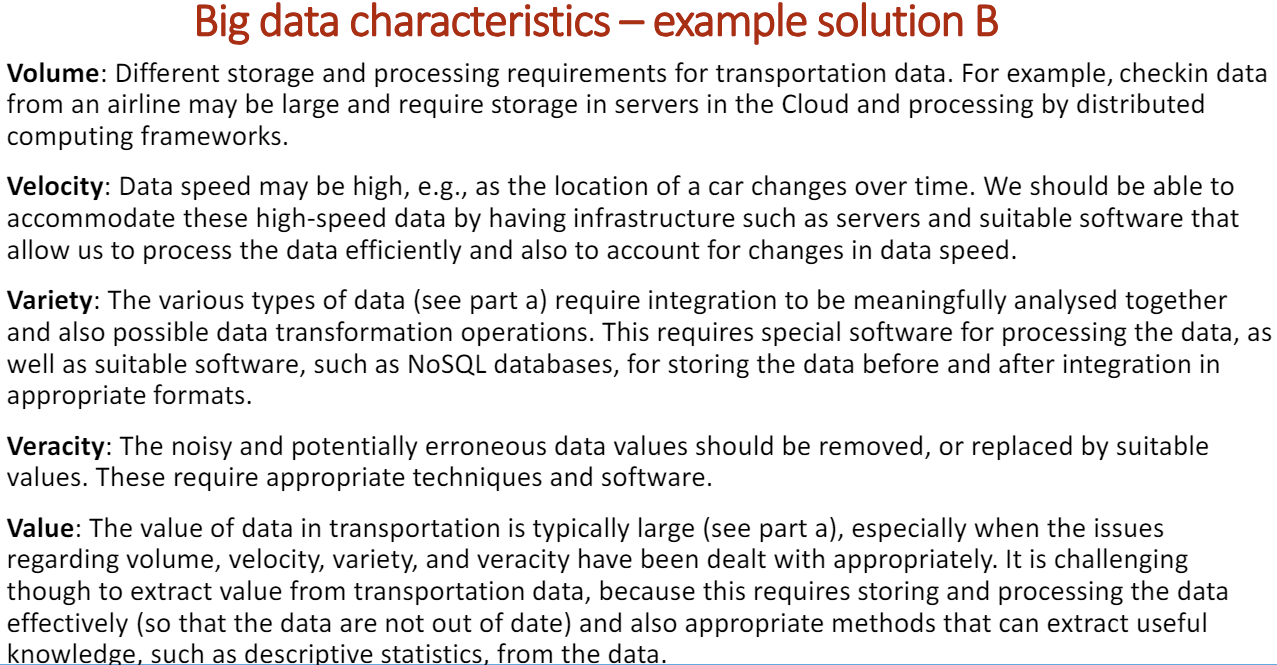 Big data characteristics – example solution B
Volume: Different storage and processing requirements for transportation data. For example, checkin data
from an airline may be large and require storage in servers in the Cloud and processing by distributed
computing frameworks.
Velocity: Data speed may be high, e.g., as the location of a car changes over time. We should be able to
accommodate these high-speed data by having infrastructure such as servers and suitable software that
allow us to process the data efficiently and also to account for changes in data speed.
Variety: The various types of data (see part a) require integration to be meaningfully analysed together
and also possible data transformation operations. This requires special software for processing the data, as
well as suitable software, such as NoSQL databases, for storing the data before and after integration in
appropriate formats.
Veracity: The noisy and potentially erroneous data values should be removed, or replaced by suitable
values. These require appropriate techniques and software.
Value: The value of data in transportation is typically large (see part a), especially when the issues
regarding volume, velocity, variety, and veracity have been dealt with appropriately. It is challenging
though to extract value from transportation data, because this requires storing and processing the data
effectively (so that the data are not out of date) and also appropriate methods that can extract useful
knowledge, such as descriptive statistics, from the data.